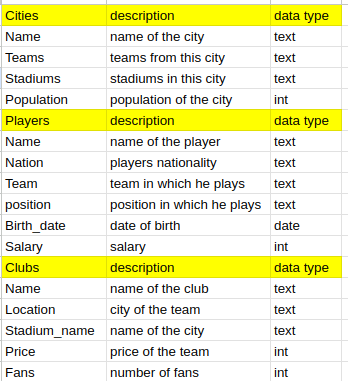 Cities description data type
Name name of the city text
Teams teams from this city text
Stadiums stadiums in this city text
Population population of the city int
Players description data type
Name name of the player text
Nation players nationality text
Team team in which he plays text
position position in which he plays text
Birth_date date of birth date
Salary salary int
Clubs description data type
Name name of the club text
Location city of the team text
Stadium_name name of the city text
Price price of the team int
Fans number of fans int